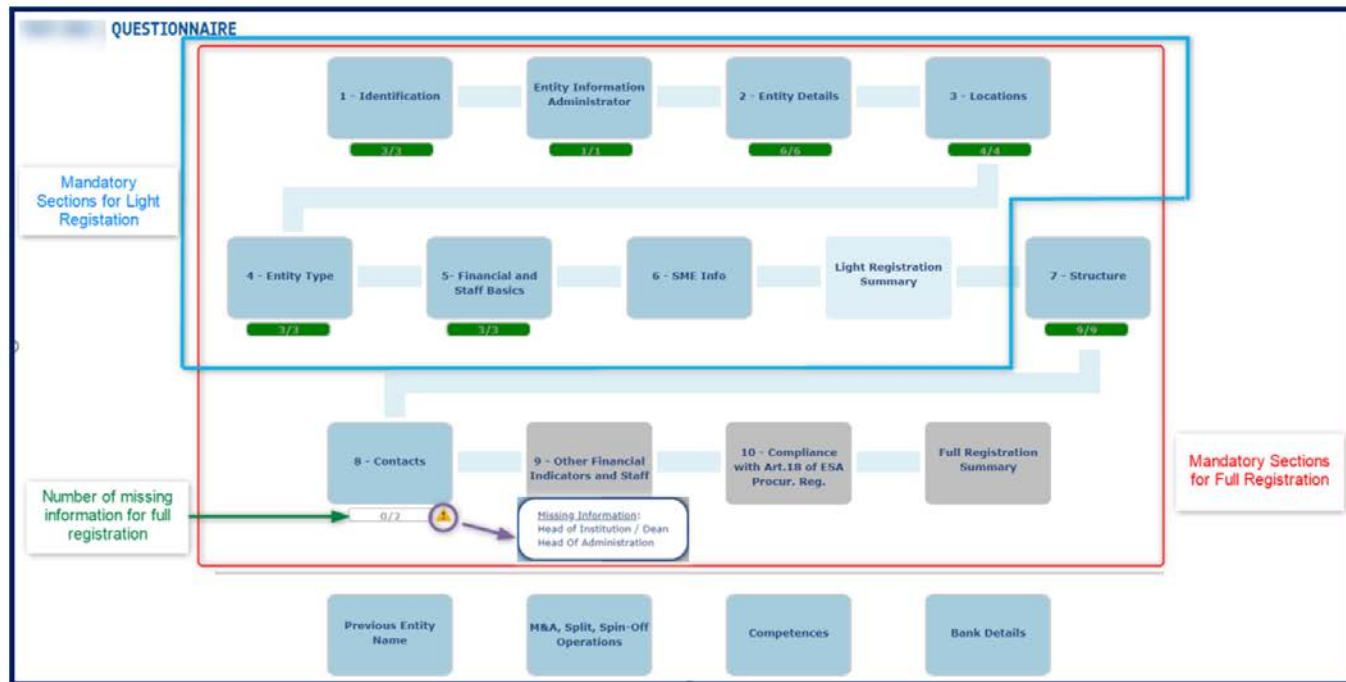 QUESTIONNAIRE
1 - Identification
3/3
Entity Information
Administrator
1/1
2 - Entity Details
6/6
3 - Locations
4/4
Mandatory
Sections for Light
Registation
4 - Entity Type
3/3
5- Financial and
Staff Basics
3/3
6 - SME Info
Light Registration
Summary
7 - Structure
9/9
8 - Contacts
0/2
9 - Other Financial
Indicators and Staff
10 - Compliance
with Art.18 of ESA
Procur. Reg.
Full Registration
Summary
Mandatory Sections
for Full Registration
Number of missing
information for full
registration
Missing Information:
Head of Institution / Dean
Head Of Administration
Previous Entity
Name
M&A, Split, Spin-Off
Operations
Competences
Bank Details